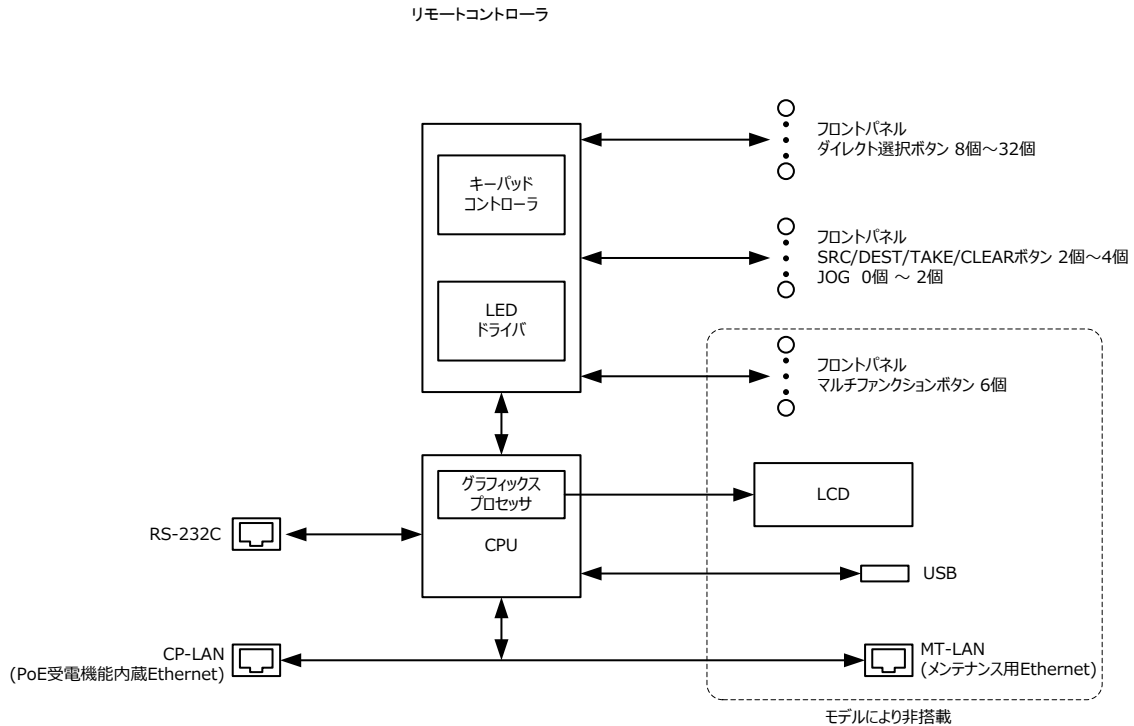 リモートコントローラ
フロントパネル
ダイレクト選択ボタン 8個～32個
キーパッド
コントローラ
フロントパネル
SRC/DEST/TAKE/CLEARボタン 2個～4個
JOG 0個 ～ 2個
LED
ドライバ
フロントパネル
マルチファンクションボタン 6個
グラフィックス
プロセッサ
LCD
RS-232C
CPU
USB
CP-LAN
(PoE受電機能内蔵Ethernet)
MT-LAN
(メンテナンス用Ethernet)
モデルにより非搭載